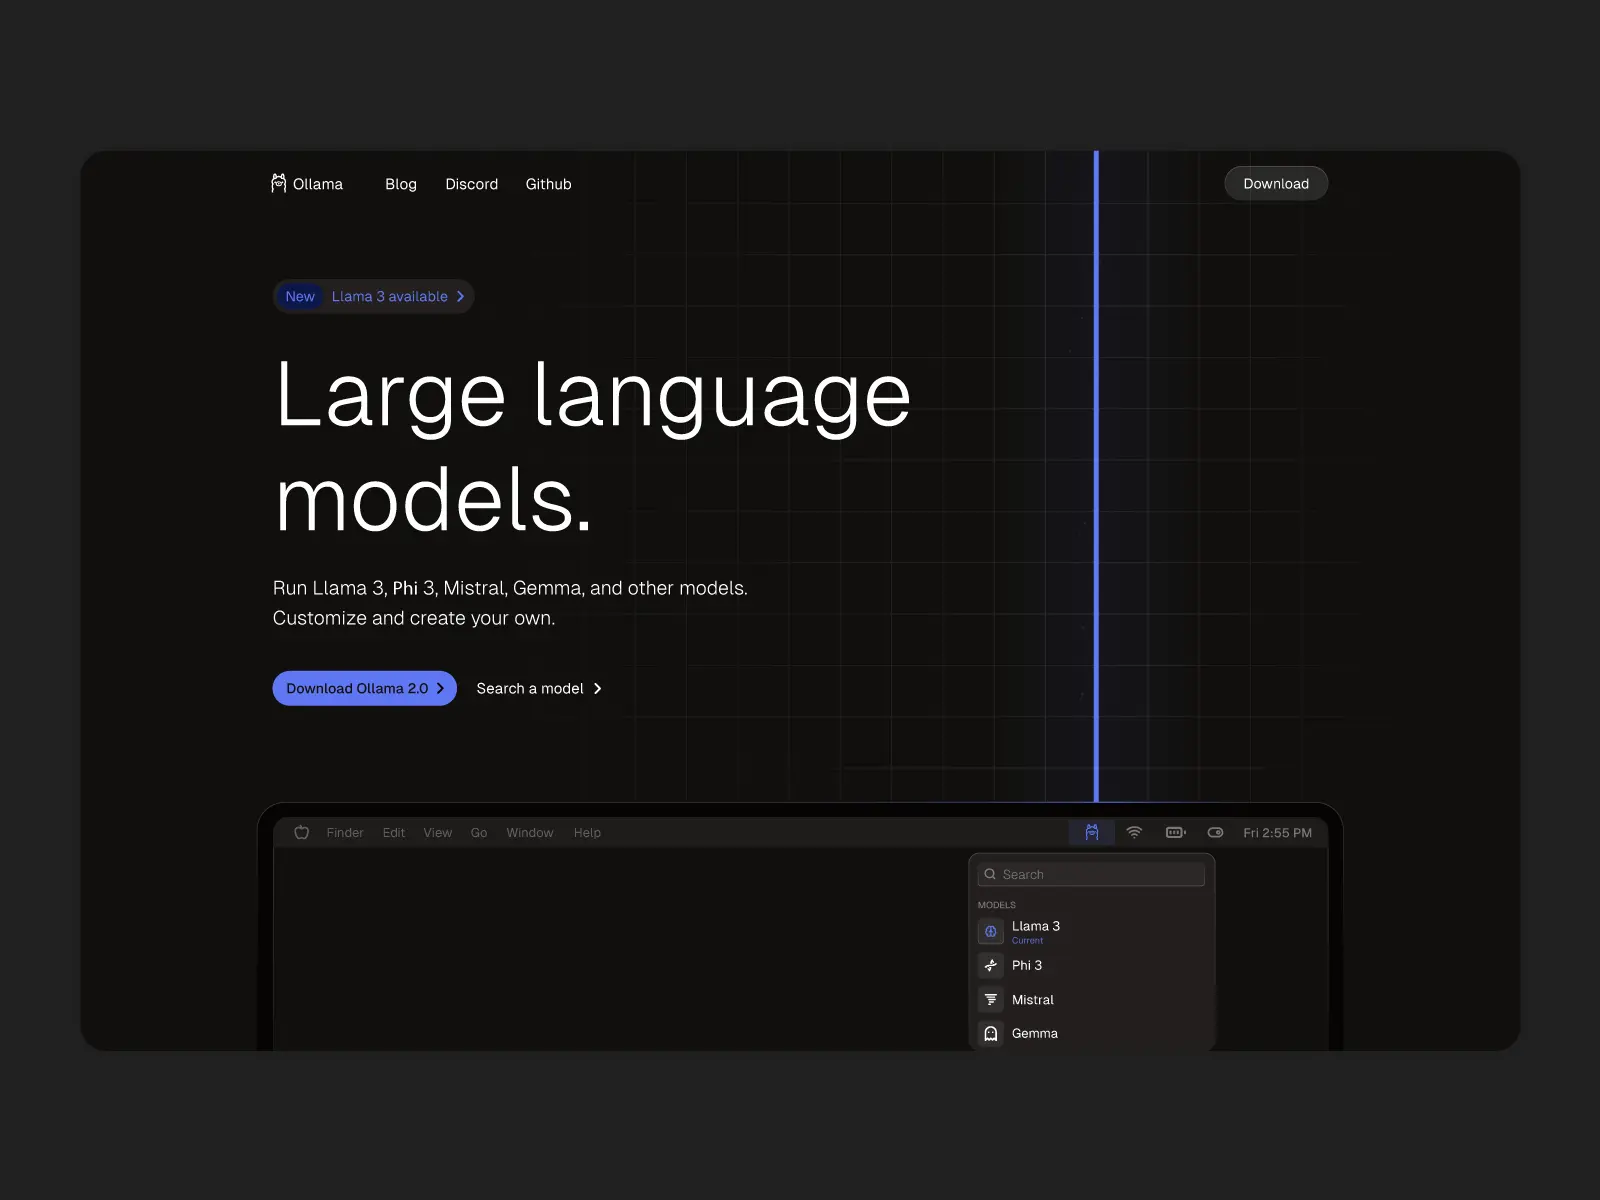 Ollama Blog Discord Github Download
New Llama 3 available
Large language
models.
Run Llama 3, Phi 3, Mistral, Gemma, and other models.
Customize and create your own.
Download Ollama 2.0 Search a model
Finder Edit View Go Window Help Fri 2:55 PM
Search
MODELS
Llama 3
Current
Phi 3
Mistral
Gemma